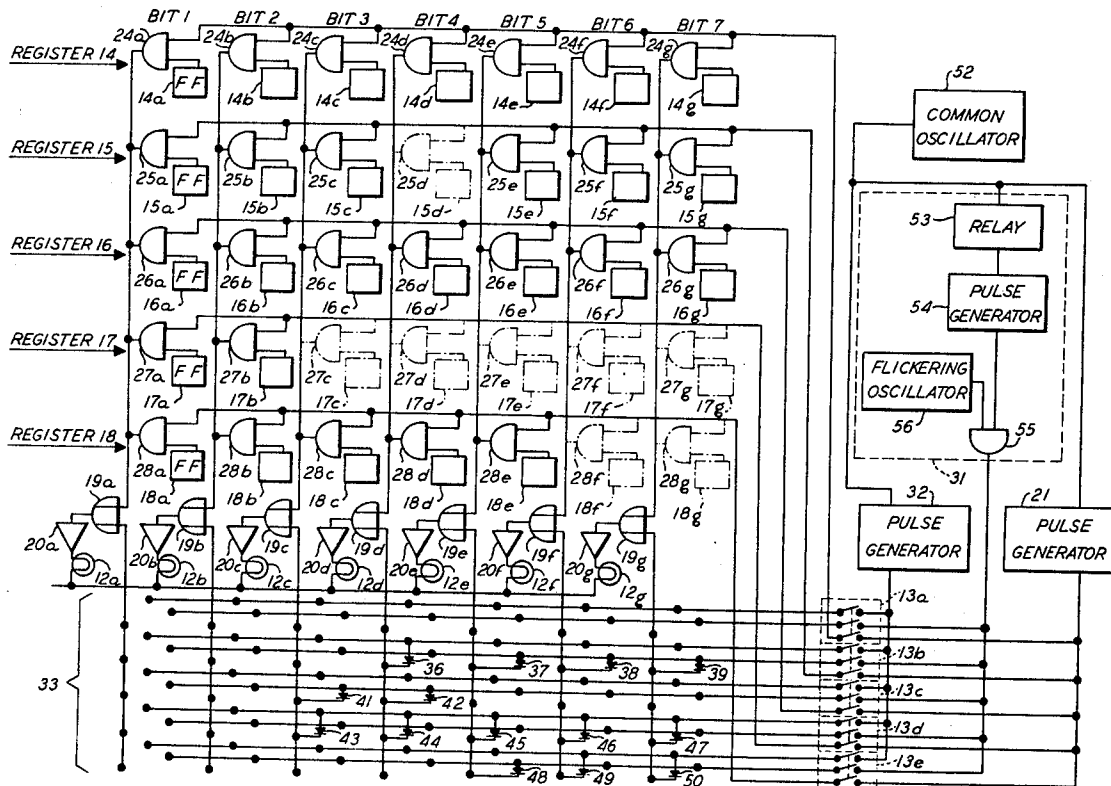 BIT 1 BIT 2 BIT 3 BIT 4 BIT 5 BIT 6 BIT 7
24a 24b 24c 24d 24e 24f 24g
REGISTER 14
F F
14a 14b 14c 14d 14e 14f 14g
52
COMMON
OSCILLATOR
REGISTER 15
25a 25b 25c 25d 25e 25f 25g
F F
15a 15b 15c 15d 15e 15f 15g
53
RELAY
REGISTER 16
26a 26b 26c 26d 26e 26f 26g
F F
16a 16b 16c 16d 16e 16f 16g
54
PULSE
GENERATOR
REGISTER 17
27a 27b 27c 27d 27e 27f 27g
F F
17a 17b 17c 17d 17e 17f 17g
FLICKERING
OSCILLATOR
56
55
31
REGISTER 18
28a 28b 28c 28d 28e 28f 28g
F F
18a 18b 18c 18d 18e 18f 18g
32
PULSE
GENERATOR
21
PULSE
GENERATOR
19a 19b 19c 19d 19e 19f 19g
20a 20b 20c 20d 20e 20f 20g
12a 12b 12c 12d 12e 12f 12g
13a
13b
36 37 38 39
33
13c
41 42
13d
43 44 45 46 47
13e
48 49 50